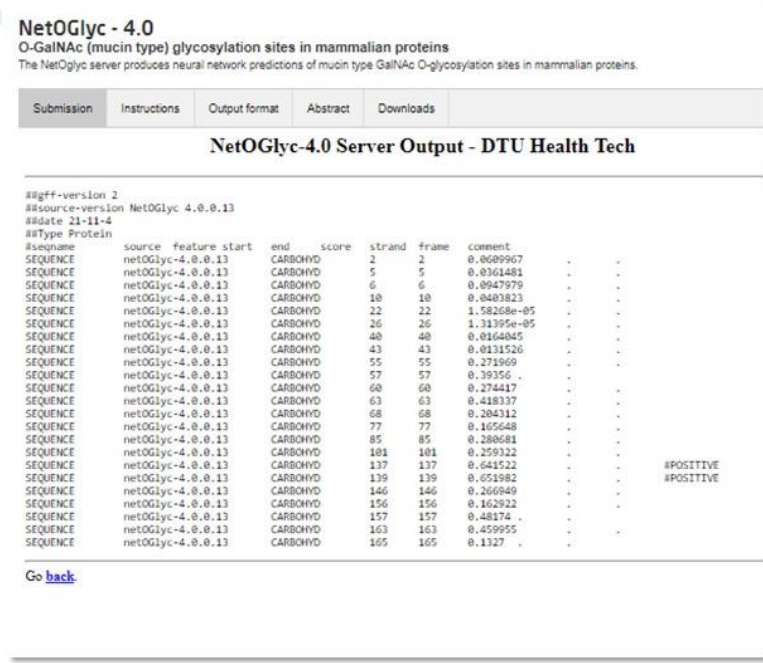 NetOGlyc - 4.0
O-GalNAc (mucin type) glycosylation sites in mammalian proteins
The NetOglyc server produces neural network predictions of mucin type GalNAc O-glycosylation sites in mammalian proteins.
Submission Instructions Output format Abstract Downloads
NetOGlyc-4.0 Server Output - DTU Health Tech
##gff-version 2
##source-version NetOGlyc 4.0.0.13
##date 21-11-4
##Type Protein
#seqname source feature start end score strand frame comment
SEQUENCE netOGlyc-4.0.0.13 CARBOHYD 2 2 0.0609967 . .
SEQUENCE netOGlyc-4.0.0.13 CARBOHYD 5 5 0.0361481 . .
SEQUENCE netOGlyc-4.0.0.13 CARBOHYD 6 6 0.0947979 . .
SEQUENCE netOGlyc-4.0.0.13 CARBOHYD 10 10 0.0403823 . .
SEQUENCE netOGlyc-4.0.0.13 CARBOHYD 22 22 1.58268e-05 . .
SEQUENCE netOGlyc-4.0.0.13 CARBOHYD 26 26 1.31395e-05 . .
SEQUENCE netOGlyc-4.0.0.13 CARBOHYD 40 40 0.0164045 . .
SEQUENCE netOGlyc-4.0.0.13 CARBOHYD 43 43 0.0131526 . .
SEQUENCE netOGlyc-4.0.0.13 CARBOHYD 55 55 0.271969 . .
SEQUENCE netOGlyc-4.0.0.13 CARBOHYD 57 57 0.39356 . .
SEQUENCE netOGlyc-4.0.0.13 CARBOHYD 60 60 0.274417 . .
SEQUENCE netOGlyc-4.0.0.13 CARBOHYD 63 63 0.418337 . .
SEQUENCE netOGlyc-4.0.0.13 CARBOHYD 68 68 0.204312 . .
SEQUENCE netOGlyc-4.0.0.13 CARBOHYD 77 77 0.165648 . .
SEQUENCE netOGlyc-4.0.0.13 CARBOHYD 85 85 0.280681 . .
SEQUENCE netOGlyc-4.0.0.13 CARBOHYD 101 101 0.259322 . .
SEQUENCE netOGlyc-4.0.0.13 CARBOHYD 137 137 0.641522 . . #POSITIVE
SEQUENCE netOGlyc-4.0.0.13 CARBOHYD 139 139 0.651982 . . #POSITIVE
SEQUENCE netOGlyc-4.0.0.13 CARBOHYD 146 146 0.266949 . .
SEQUENCE netOGlyc-4.0.0.13 CARBOHYD 156 156 0.162922 . .
SEQUENCE netOGlyc-4.0.0.13 CARBOHYD 157 157 0.48174 . .
SEQUENCE netOGlyc-4.0.0.13 CARBOHYD 163 163 0.459955 . .
SEQUENCE netOGlyc-4.0.0.13 CARBOHYD 165 165 0.1327 . .
Go back.